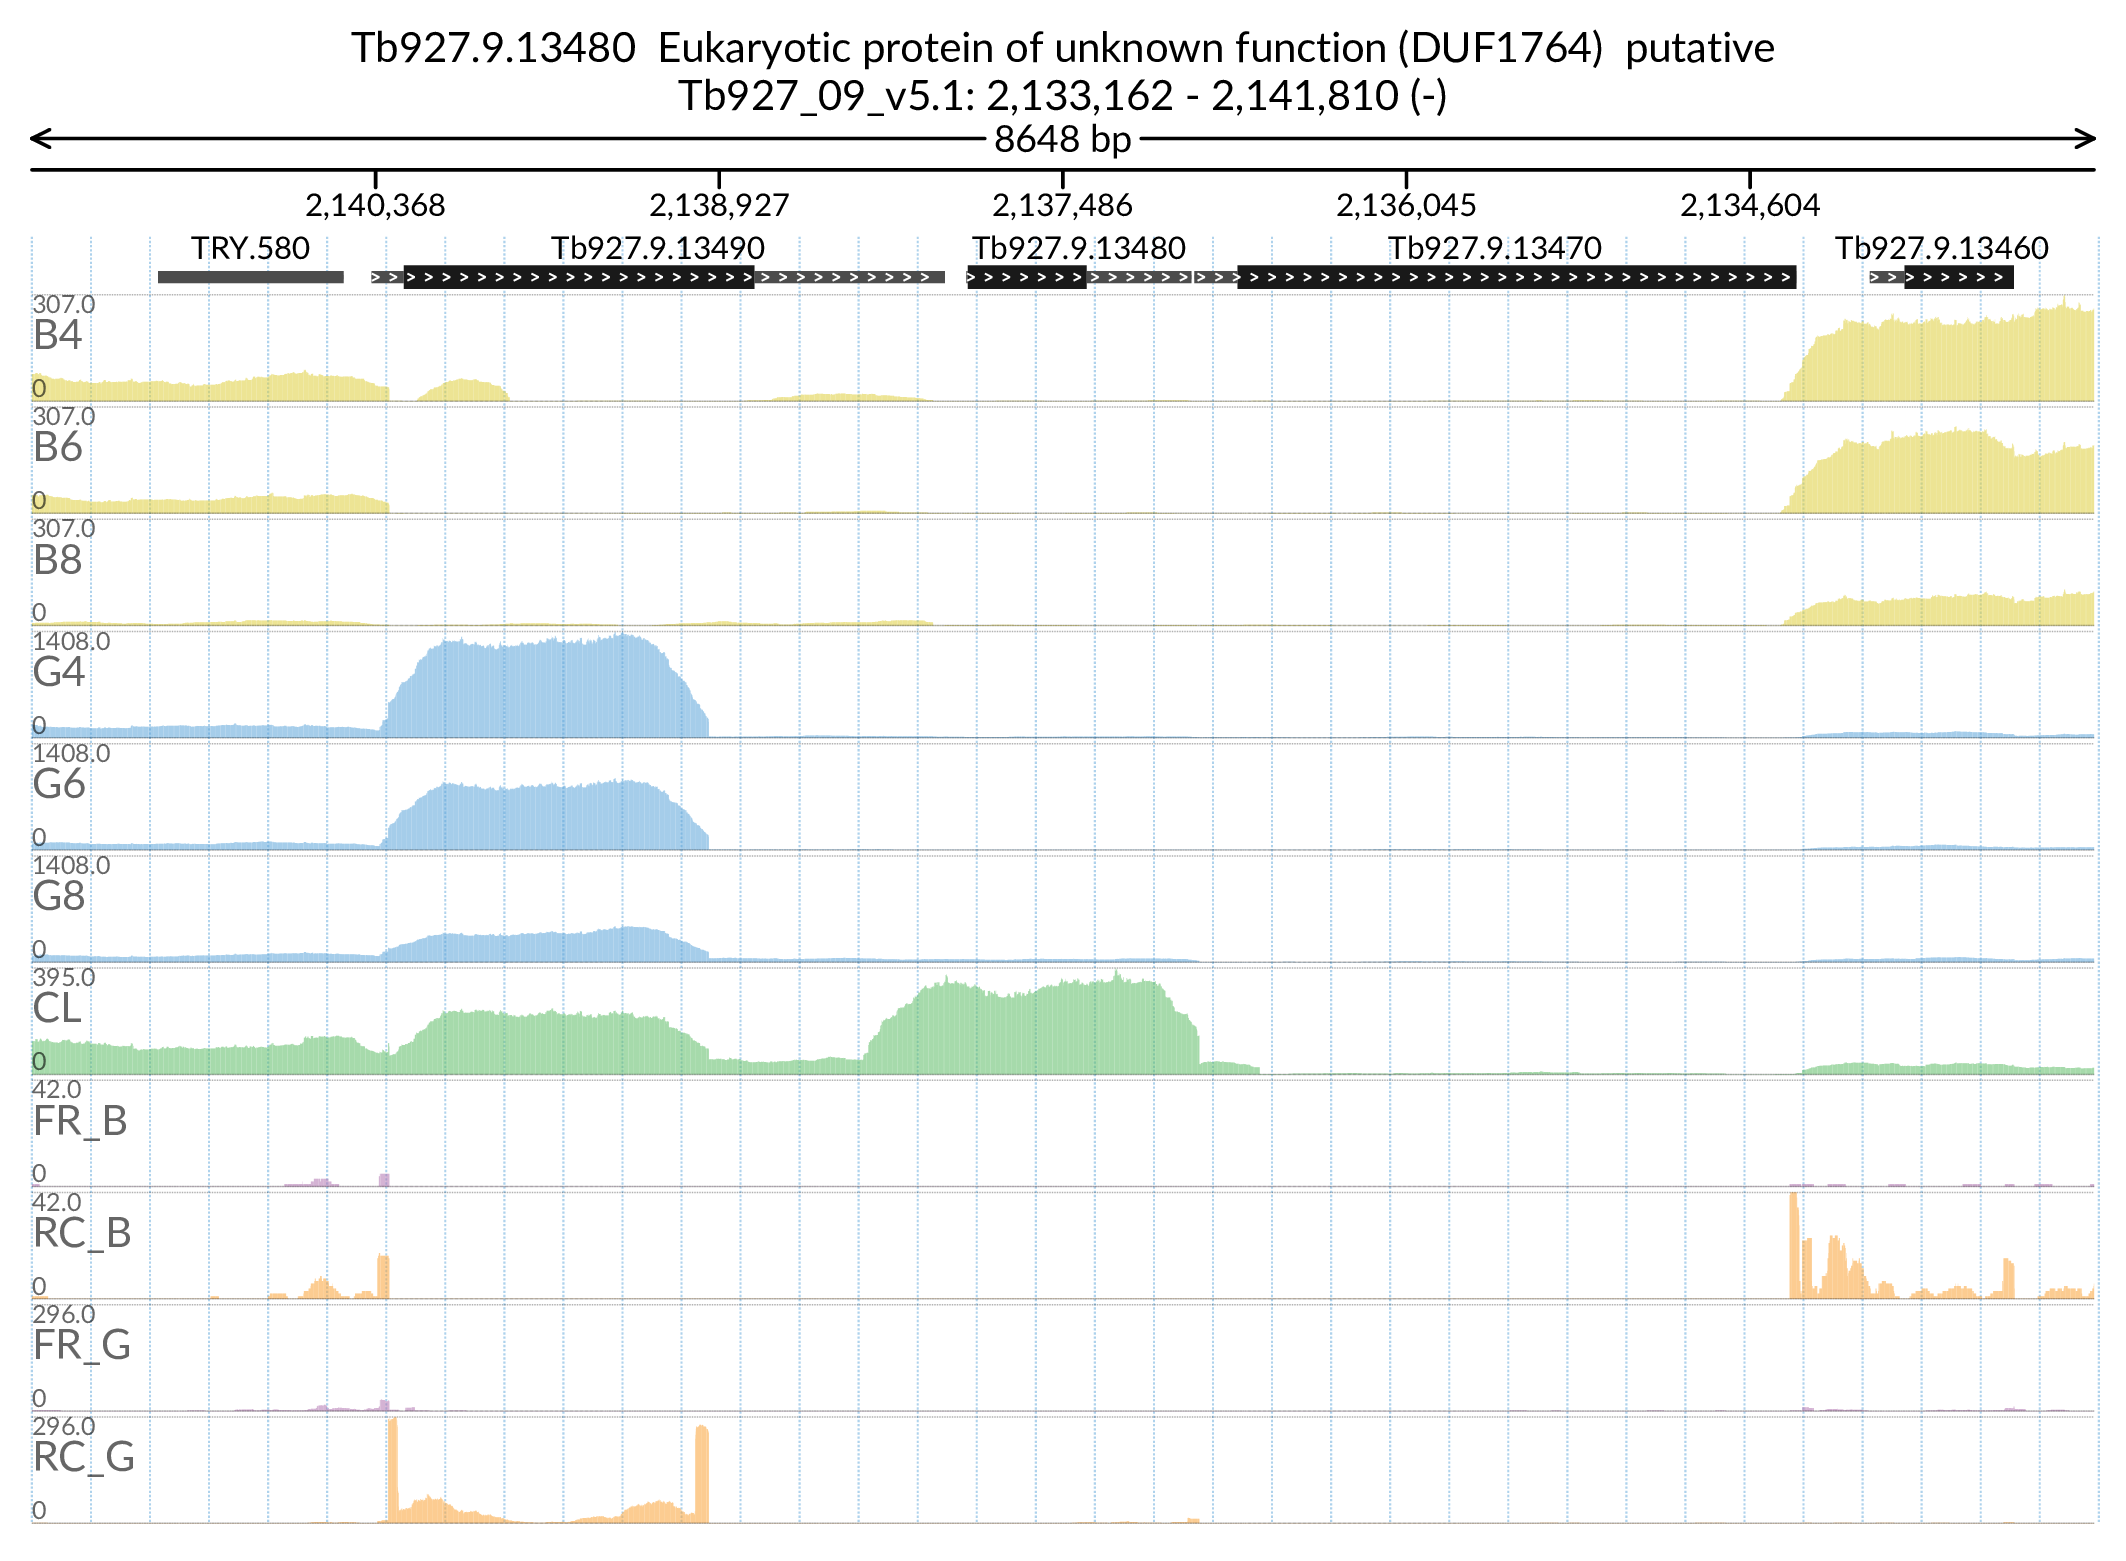 Tb927.9.13480  Eukaryotic protein of unknown function (DUF1764)  putative
Tb927_09_v5.1: 2,133,162 - 2,141,810 (-)
8648 bp
2,140,368 2,138,927 2,137,486 2,136,045 2,134,604
TRY.580 Tb927.9.13490 Tb927.9.13480 Tb927.9.13470 Tb927.9.13460
307.0
B4
0
307.0
B6
0
307.0
B8
0
1408.0
G4
0
1408.0
G6
0
1408.0
G8
0
395.0
CL
0
42.0
FR_B
0
42.0
RC_B
0
296.0
FR_G
0
296.0
RC_G
0